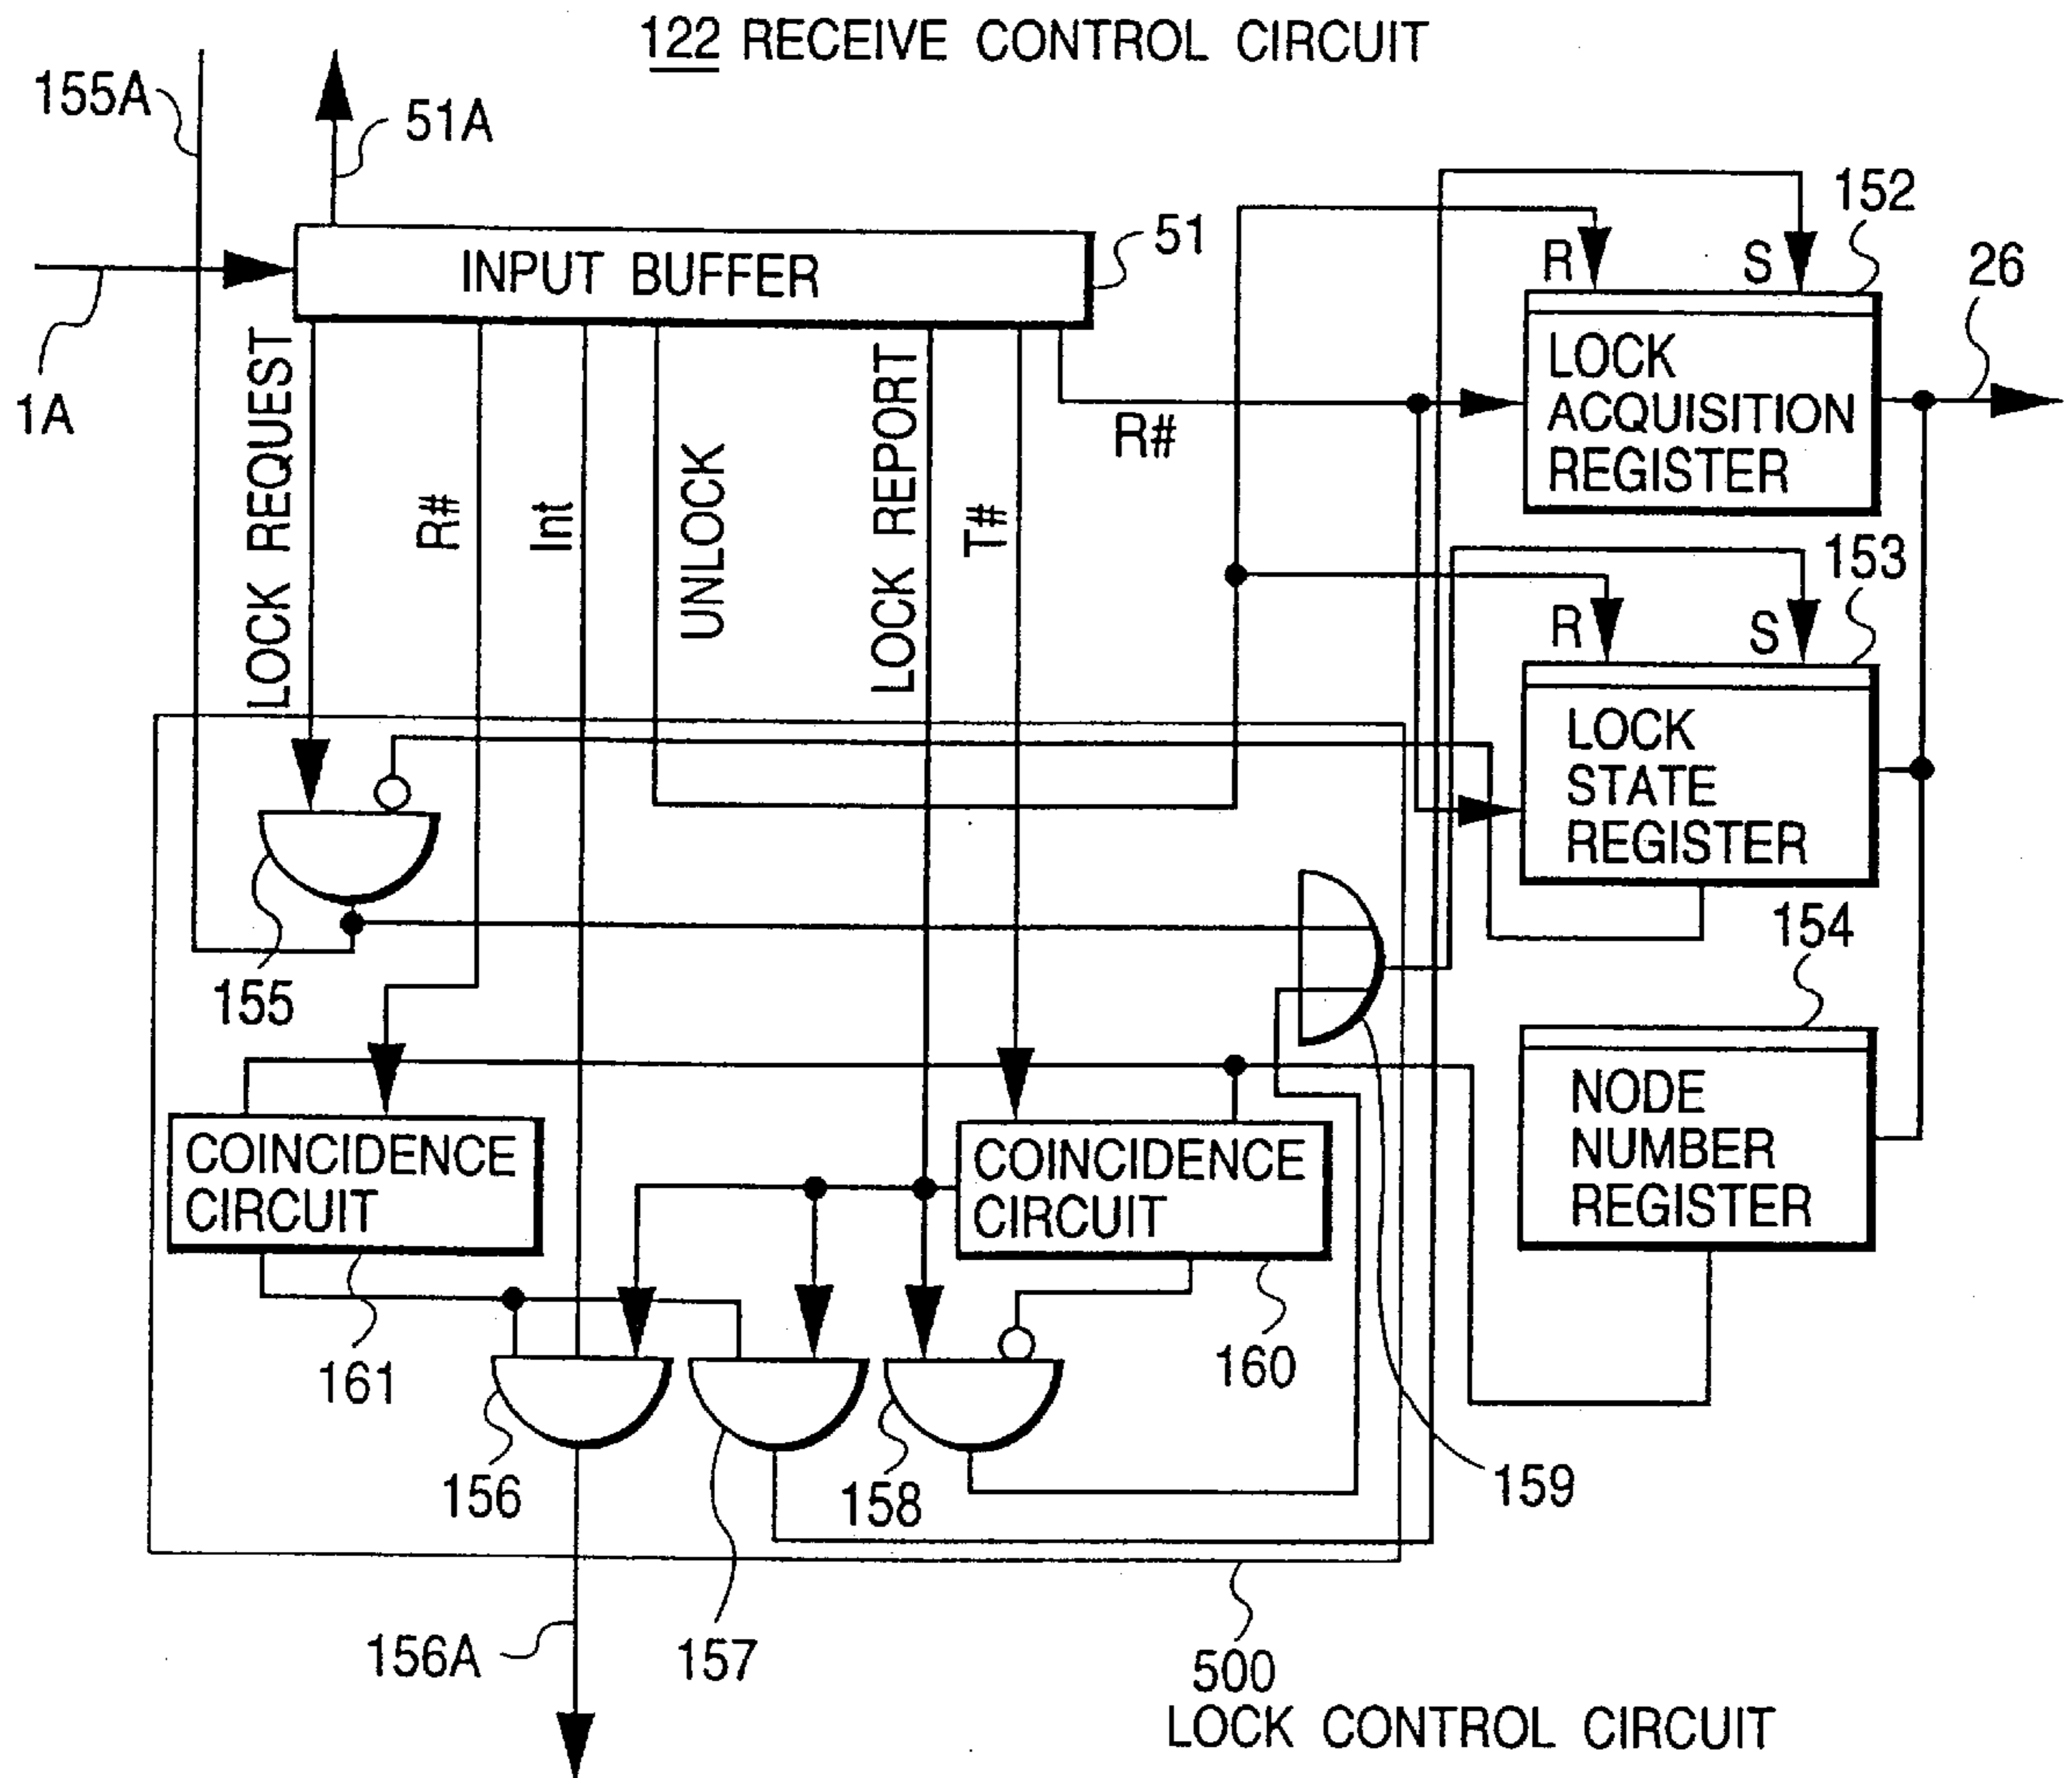 122 RECEIVE CONTROL CIRCUIT
155A
51A
152
51
R
S
26
INPUT BUFFER
1A
LOCK REQUEST
R#
Int
UNLOCK
LOCK REPORT
T#
R#
LOCK
ACQUISITION
REGISTER
153
R
S
LOCK
STATE
REGISTER
154
155
NODE
NUMBER
REGISTER
COINCIDENCE
CIRCUIT
COINCIDENCE
CIRCUIT
161
160
156
158
159
156A
157
500
LOCK CONTROL CIRCUIT